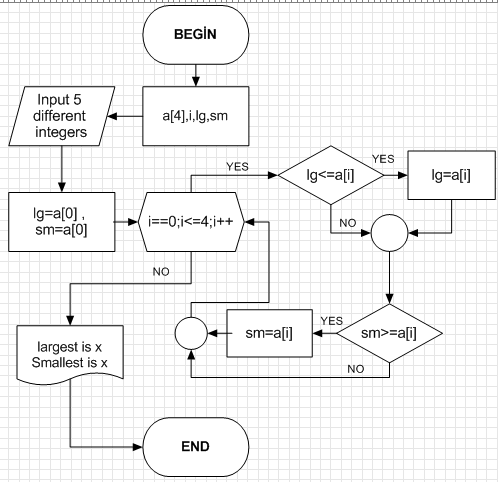 BEGİN
a[4],i,lg,sm
Input 5
different
integers
lg=a[0] ,
sm=a[0]
i==0;i<=4;i++
YES
lg<=a[i]
YES
lg=a[i]
NO
sm>=a[i]
YES
sm=a[i]
NO
NO
largest is x
Smallest is x
END